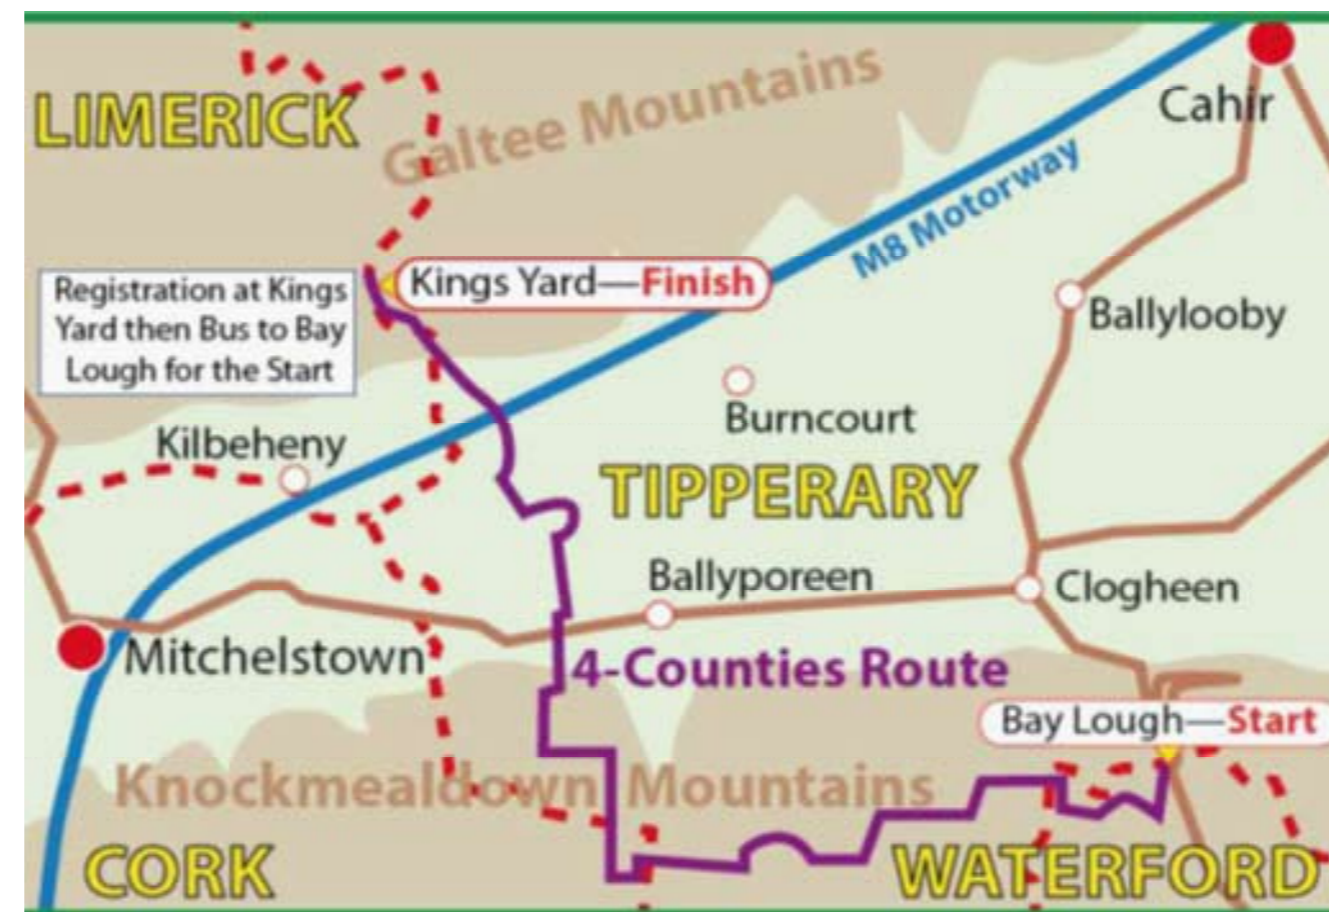 LIMERICK
Galtee Mountains
Cahir
M8 Motorway
Kings Yard—Finish
Registration at Kings
Yard then Bus to Bay
Lough for the Start
Ballylooby
Burncourt
Kilbeheny
TIPPERARY
Ballyporeen
Clogheen
Mitchelstown
4-Counties Route
Bay Lough—Start
Knockmealdown Mountains
CORK
WATERFORD